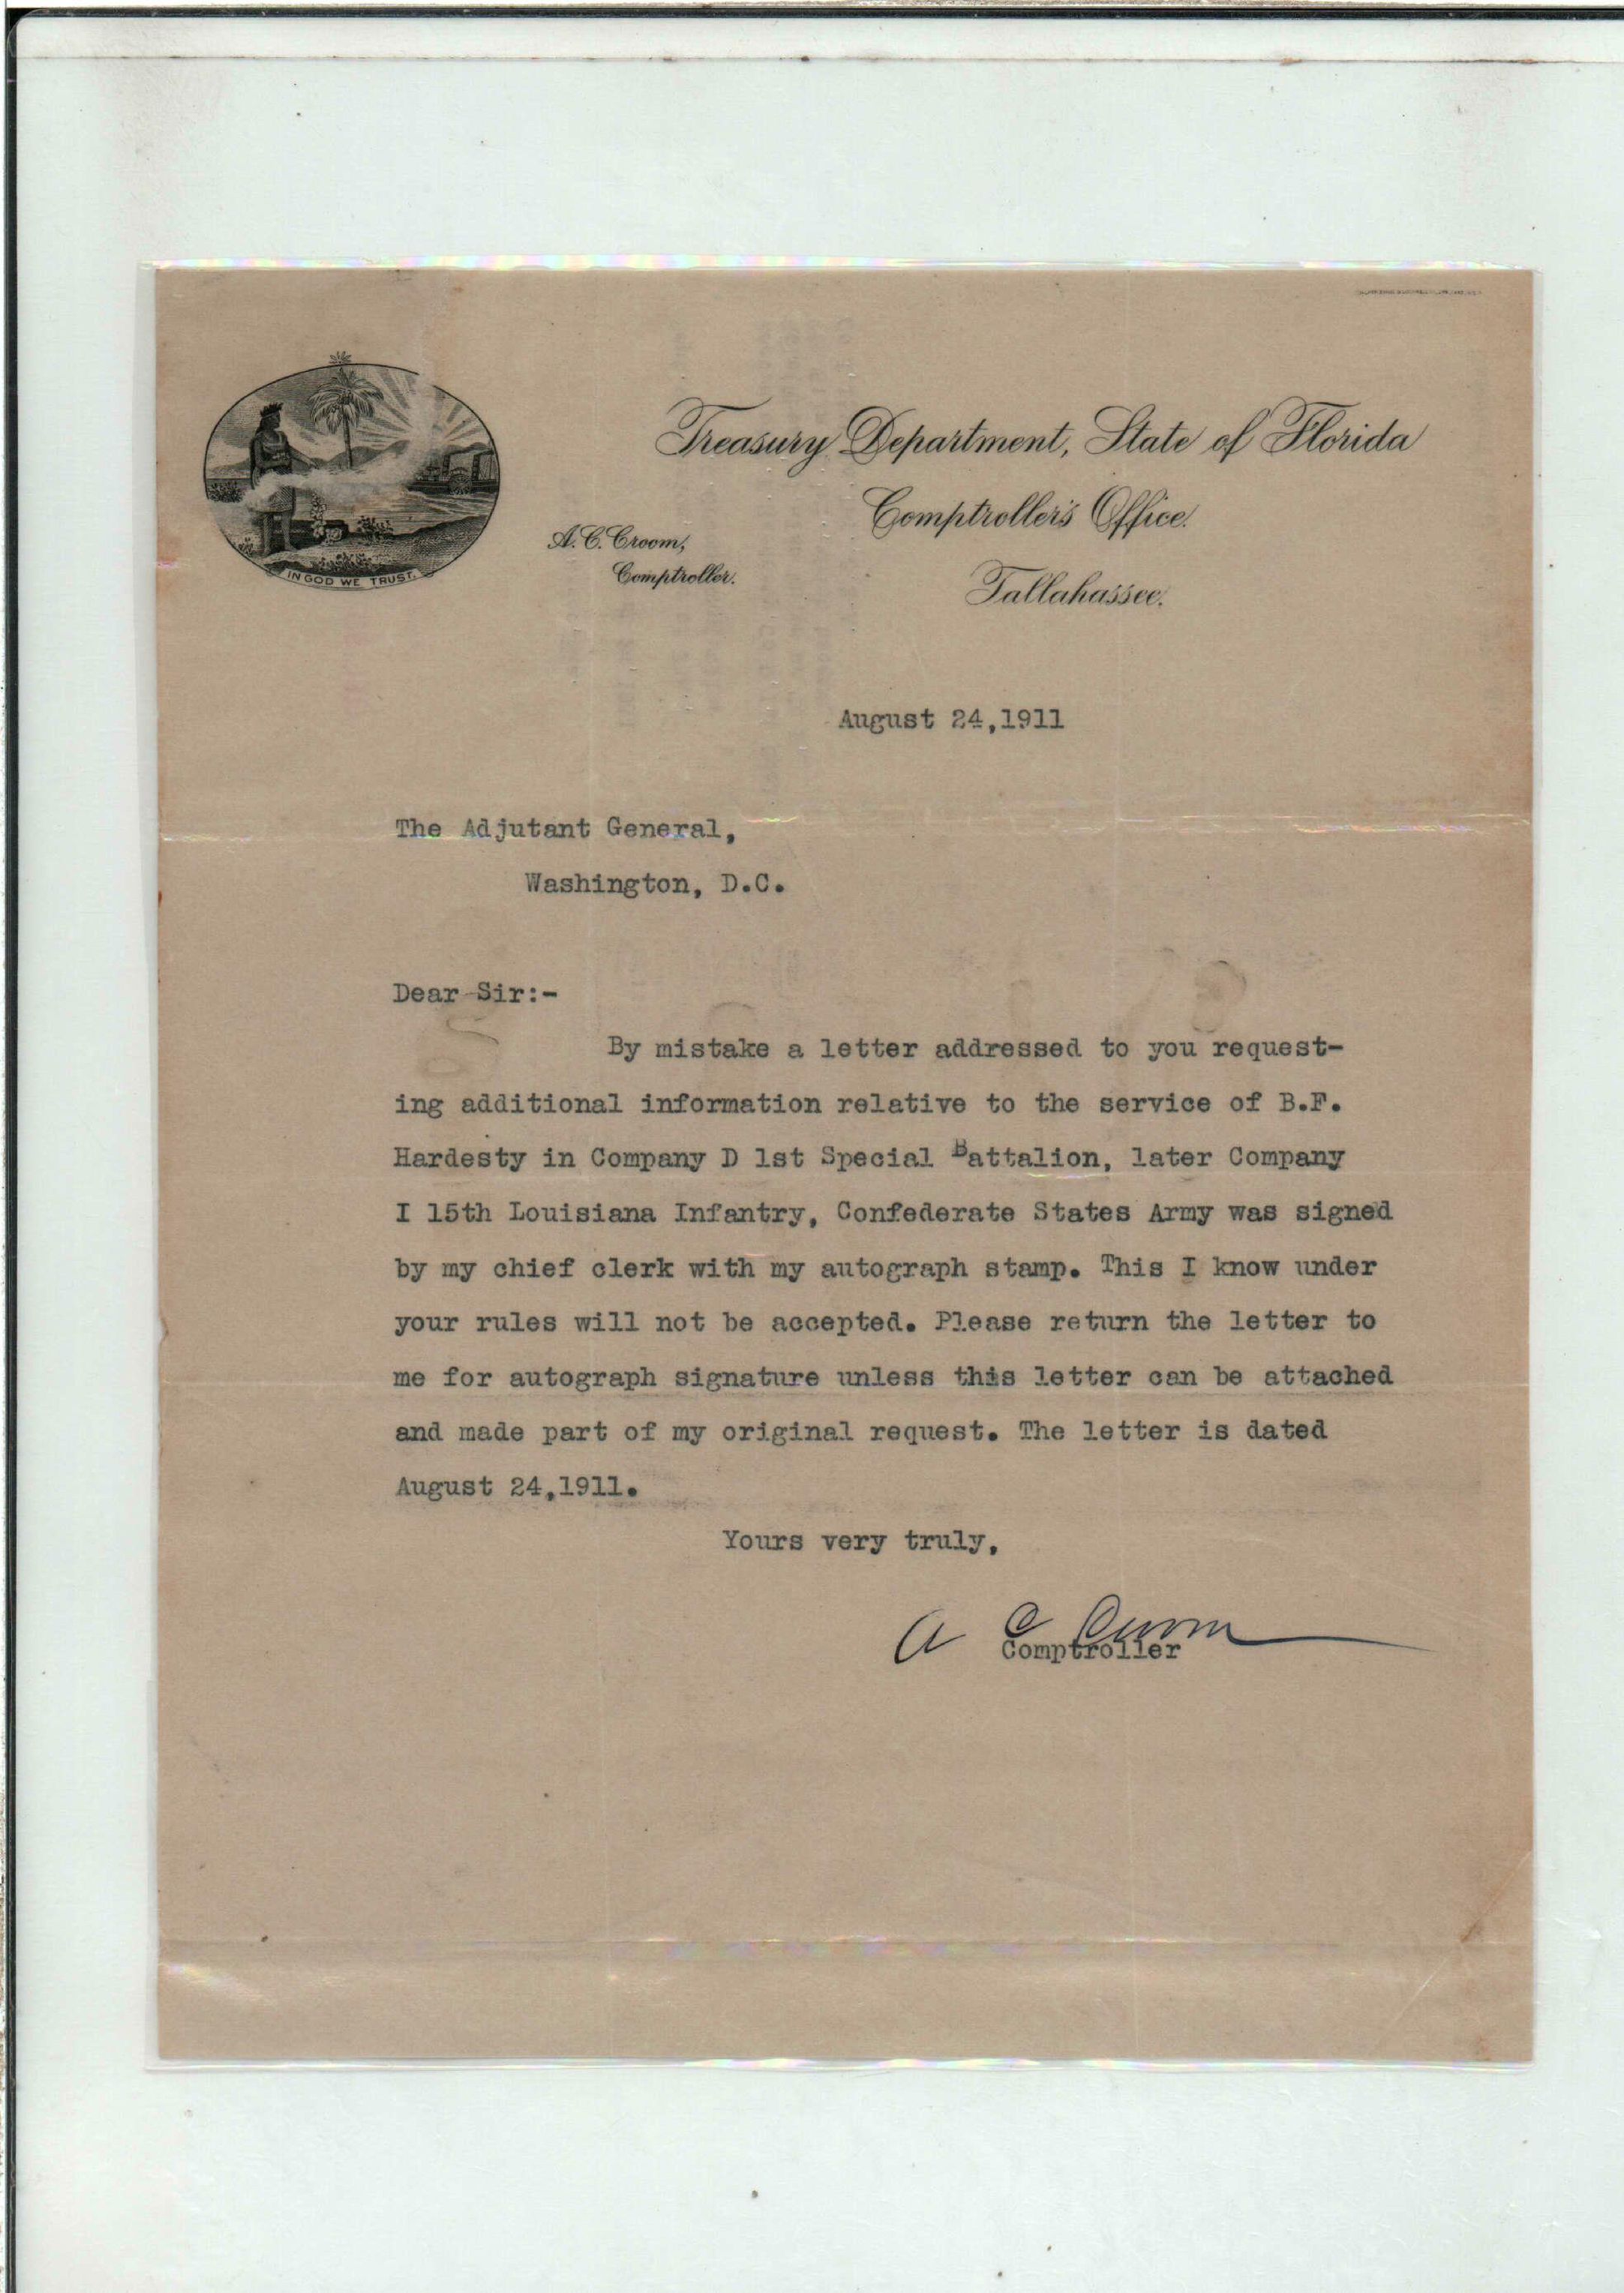 IN GOD WE TRUST.
Treasury Department, State of Florida
Comptroller's Office.
A. C. Croom,
Comptroller.
Tallahassee.
August 24,1911
The Adjutant General,
Washington, D.C.
Dear Sir:-
By mistake a letter addressed to you request-
ing additional information relative to the service of B.F.
Hardesty in Company D 1st Special Battalion, later Company
I 15th Louisiana Infantry, Confederate States Army was signed
by my chief clerk with my autograph stamp. This I know under
your rules will not be accepted. Please return the letter to
me for autograph signature unless this letter can be attached
and made part of my original request. The letter is dated
August 24,1911.
Yours very truly,
A C Croom
Comptroller